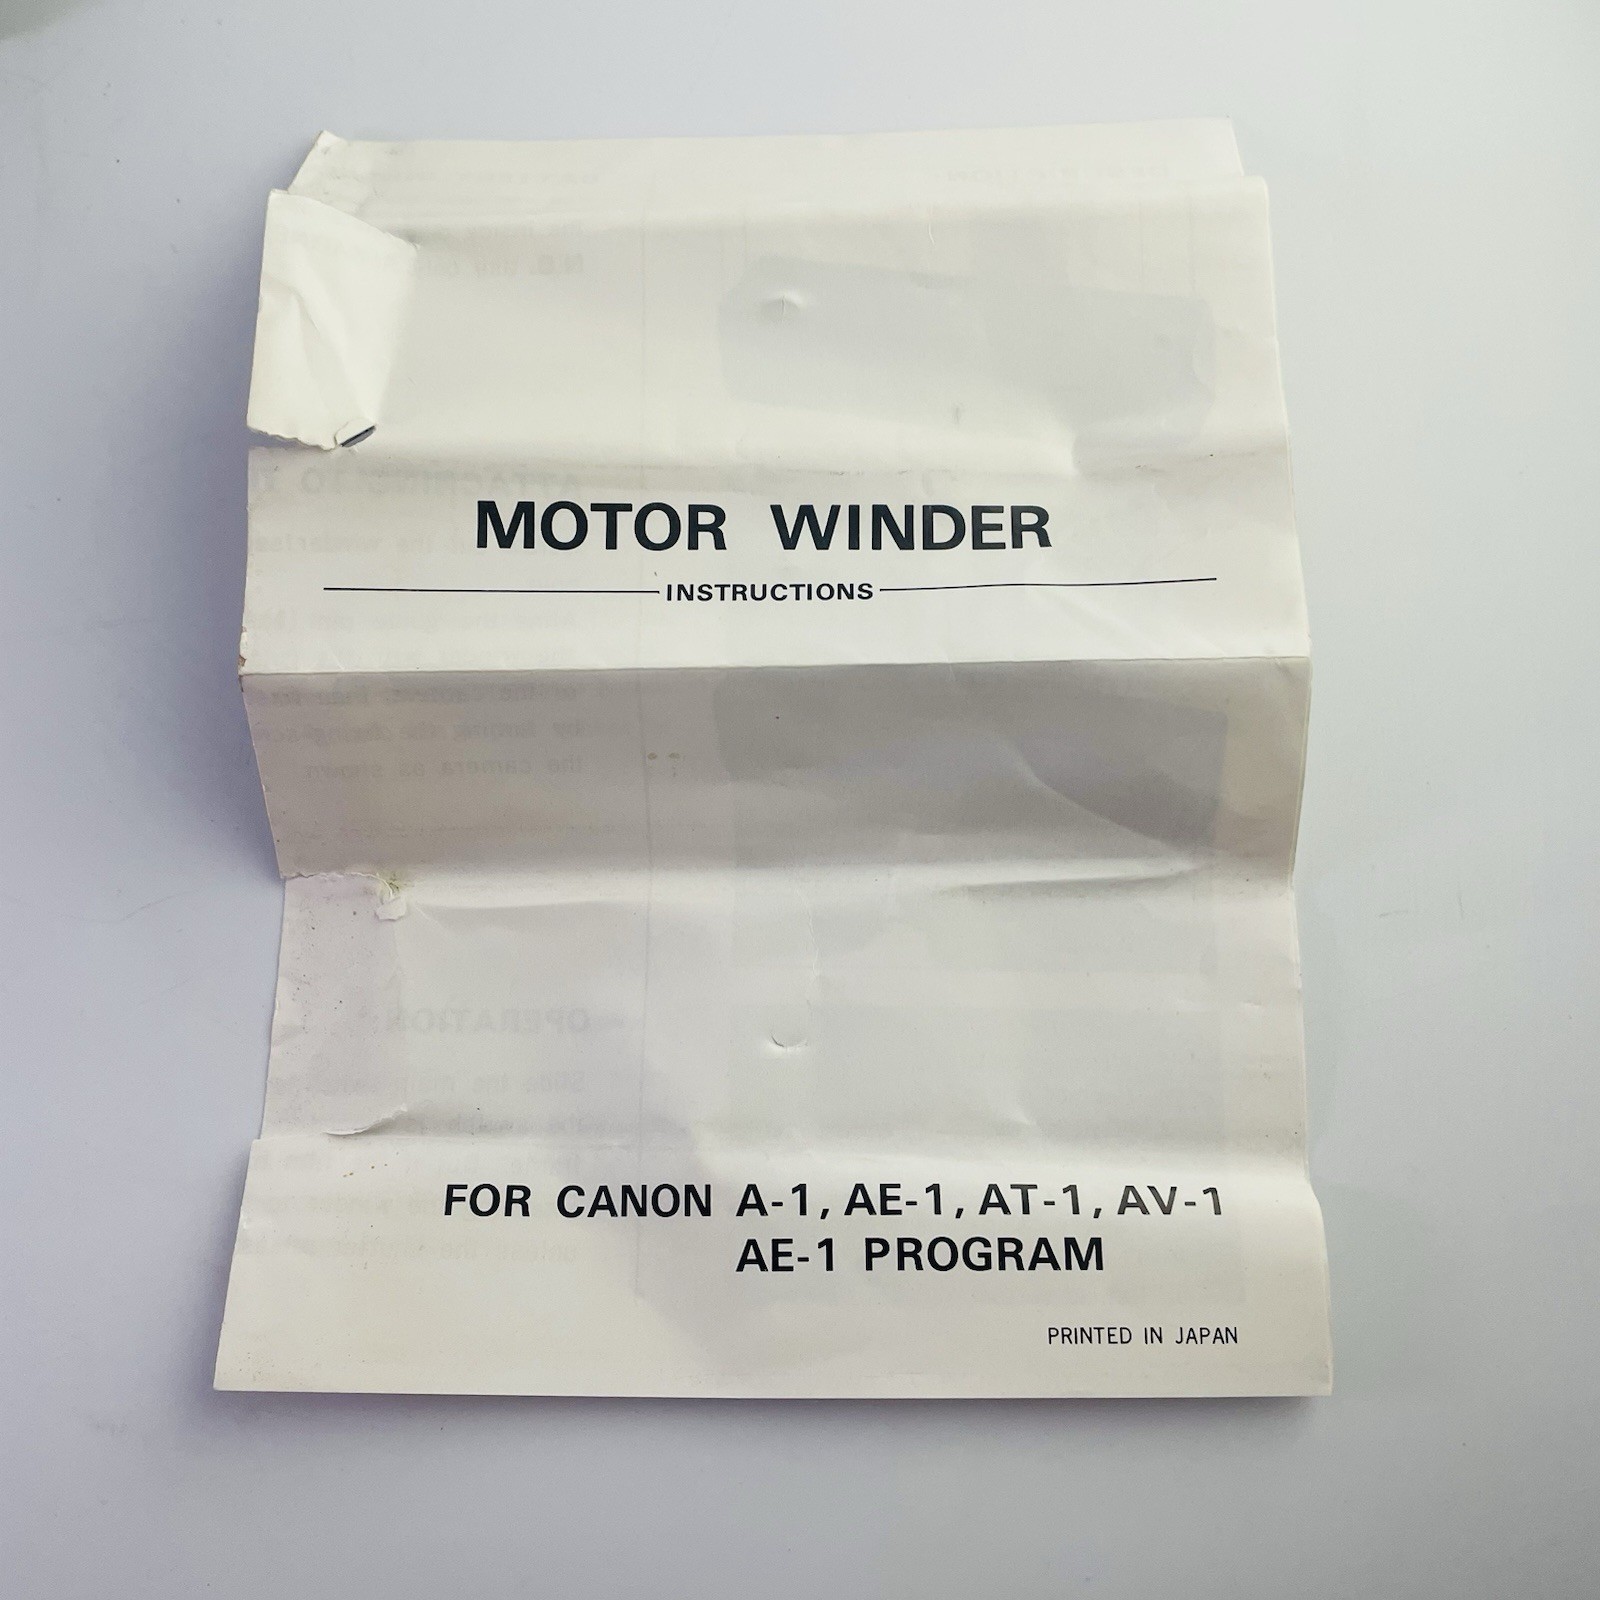 MOTOR WINDER
INSTRUCTIONS
FOR CANON A-1, AE-1, AT-1, AV-1
AE-1 PROGRAM
PRINTED IN JAPAN